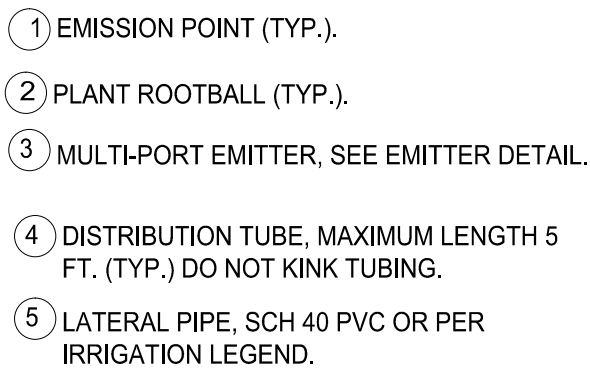 1 EMISSION POINT (TYP.).
2 PLANT ROOTBALL (TYP.).
3 MULTI-PORT EMITTER, SEE EMITTER DETAIL.
4 DISTRIBUTION TUBE, MAXIMUM LENGTH 5
FT. (TYP.) DO NOT KINK TUBING.
5 LATERAL PIPE, SCH 40 PVC OR PER
IRRIGATION LEGEND.